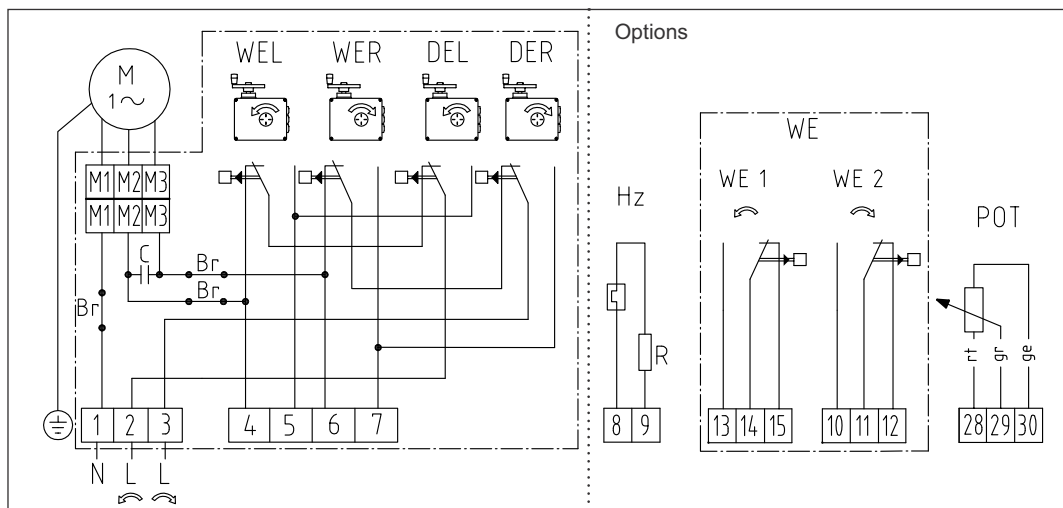 Options
WEL WER DEL DER
M
1~
M1 M2 M3
M1 M2 M3
C
Br
Br
Br
1 2 3
4 5 6 7
N L L
Hz
R
8 9
WE
WE 1 WE 2
13 14 15
10 11 12
POT
rt gr ge
28 29 30